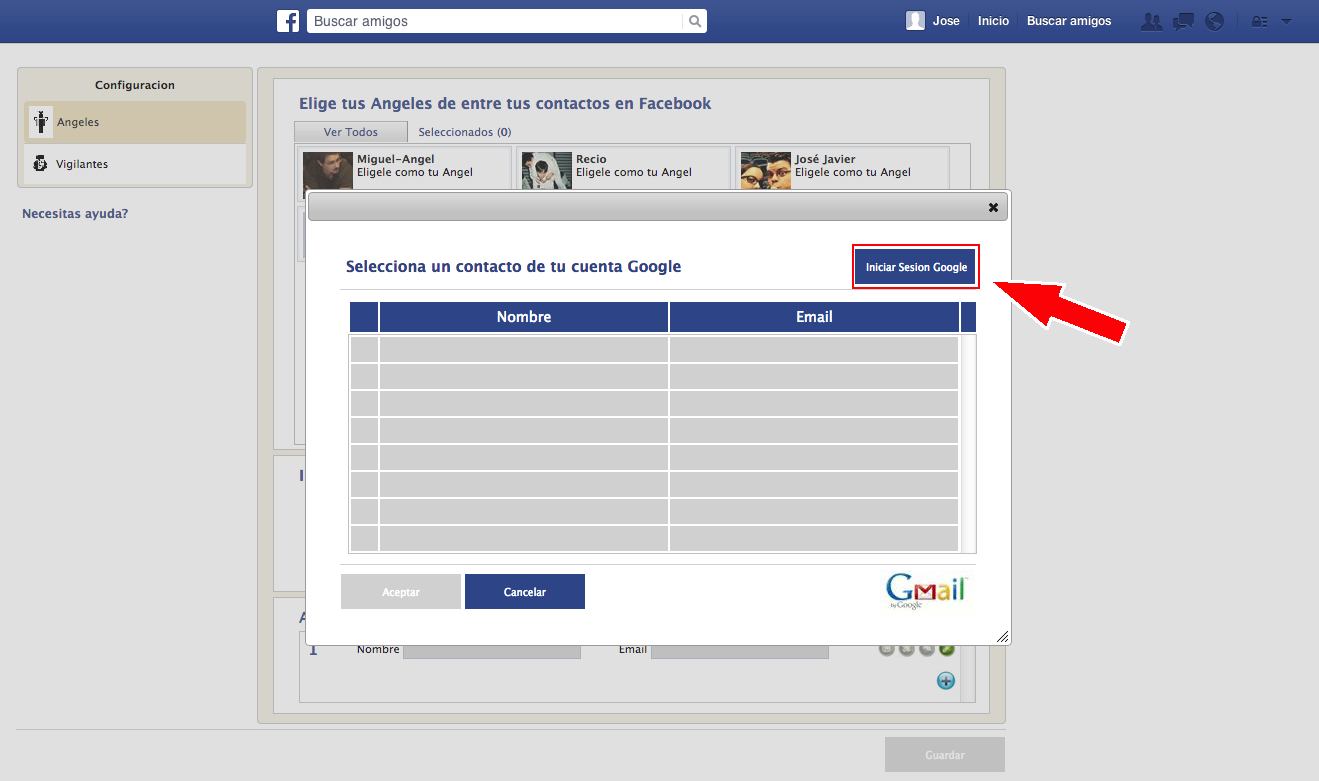 Buscar amigos
Jose Inicio Buscar amigos
Configuracion
Angeles
Vigilantes
Necesitas ayuda?
Elige tus Angeles de entre tus contactos en Facebook
Ver Todos Seleccionados (0)
Miguel-Angel
Eligele como tu Angel
Recio
Eligele como tu Angel
José Javier
Eligele como tu Angel
Selecciona un contacto de tu cuenta Google
Iniciar Sesion Google
Nombre Email
Aceptar Cancelar
Gmail
by Google
I
A
1 Nombre Email
Guardar